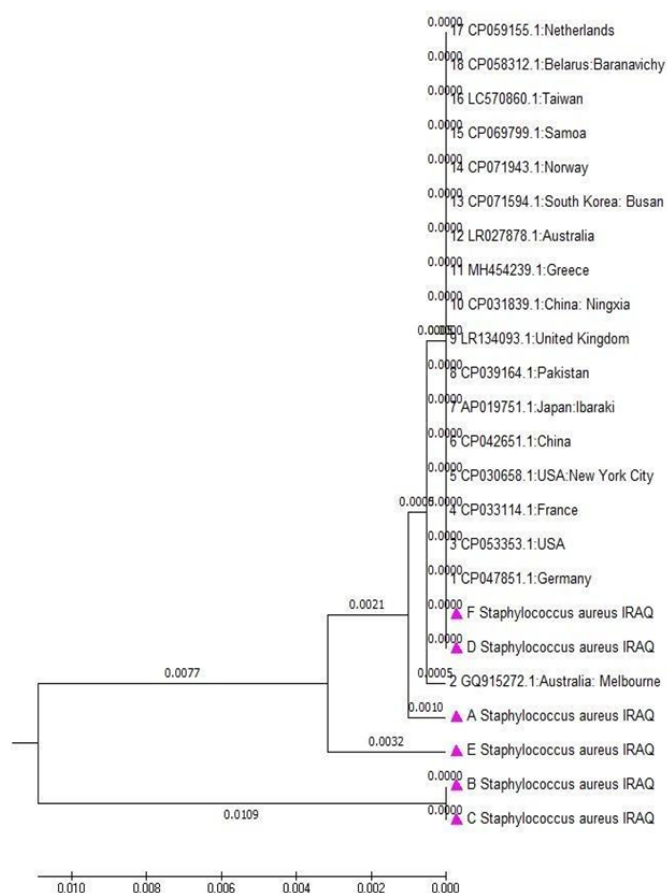 0.0000
17 CP059155.1:Netherlands
0.0000
18 CP058312.1:Belarus:Baranavichy
0.0000
16 LC570860.1:Taiwan
0.0000
15 CP069799.1:Samoa
0.0000
14 CP071943.1:Norway
0.0000
13 CP071594.1:South Korea: Busan
0.0000
12 LR027878.1:Australia
0.0000
11 MH454239.1:Greece
0.0000
10 CP031839.1:China: Ningxia
9 LR134093.1:United Kingdom
0.0000
8 CP039164.1:Pakistan
0.0000
7 AP019751.1:Japan:Ibaraki
0.0000
6 CP042651.1:China
0.0000
5 CP030658.1:USA:New York City
0.0005
0.0000
4 CP033114.1:France
0.0000
3 CP053353.1:USA
0.0000
1 CP047851.1:Germany
0.0021
0.0000
F Staphylococcus aureus IRAQ
0.0000
D Staphylococcus aureus IRAQ
0.0077
0.0005
2 GQ915272.1:Australia: Melbourne
0.0010
A Staphylococcus aureus IRAQ
0.0032
E Staphylococcus aureus IRAQ
0.0000
B Staphylococcus aureus IRAQ
0.0000
C Staphylococcus aureus IRAQ
0.0109
0.010 0.008 0.006 0.004 0.002 0.000